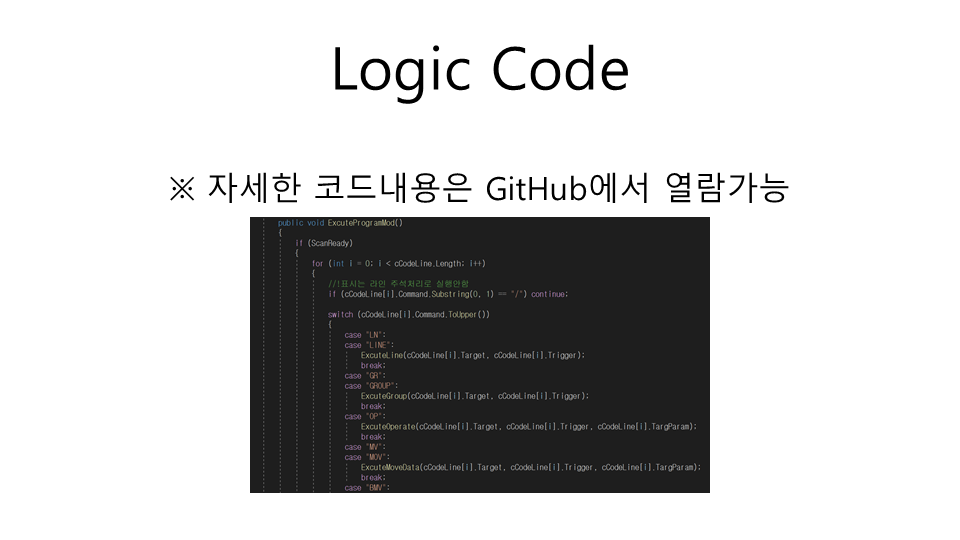 Logic Code
※ 자세한 코드내용은 GitHub에서 열람가능
public void ExcuteProgramMod()
{
if (ScanReady)
{
for (int i = 0; i < cCodeLine.Length; i++)
{
//!표시는 라인 주석처리로 실행안함
if (cCodeLine[i].Command.Substring(0, 1) == "/") continue;
switch (cCodeLine[i].Command.ToUpper())
{
case "LN":
case "LINE":
ExcuteLine(cCodeLine[i].Target, cCodeLine[i].Trigger);
break;
case "GR":
case "GROUP":
ExcuteGroup(cCodeLine[i].Target, cCodeLine[i].Trigger);
break;
case "OP":
ExcuteOperate(cCodeLine[i].Target, cCodeLine[i].Trigger, cCodeLine[i].TargParam);
break;
case "MV":
case "MOV":
ExcuteMoveData(cCodeLine[i].Target, cCodeLine[i].Trigger, cCodeLine[i].TargParam);
break;
case "BMV":